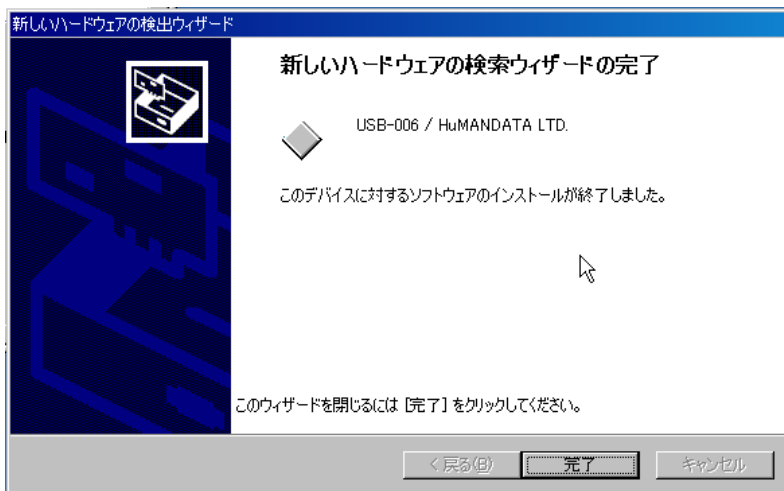 新しいハードウェアの検出ウィザード
新しいハードウェアの検索ウィザードの完了
USB-006 / HuMANDATA LTD.
このデバイスに対するソフトウェアのインストールが終了しました。
このウィザードを閉じるには [完了] をクリックしてください。
< 戻る(B)
完了
キャンセル